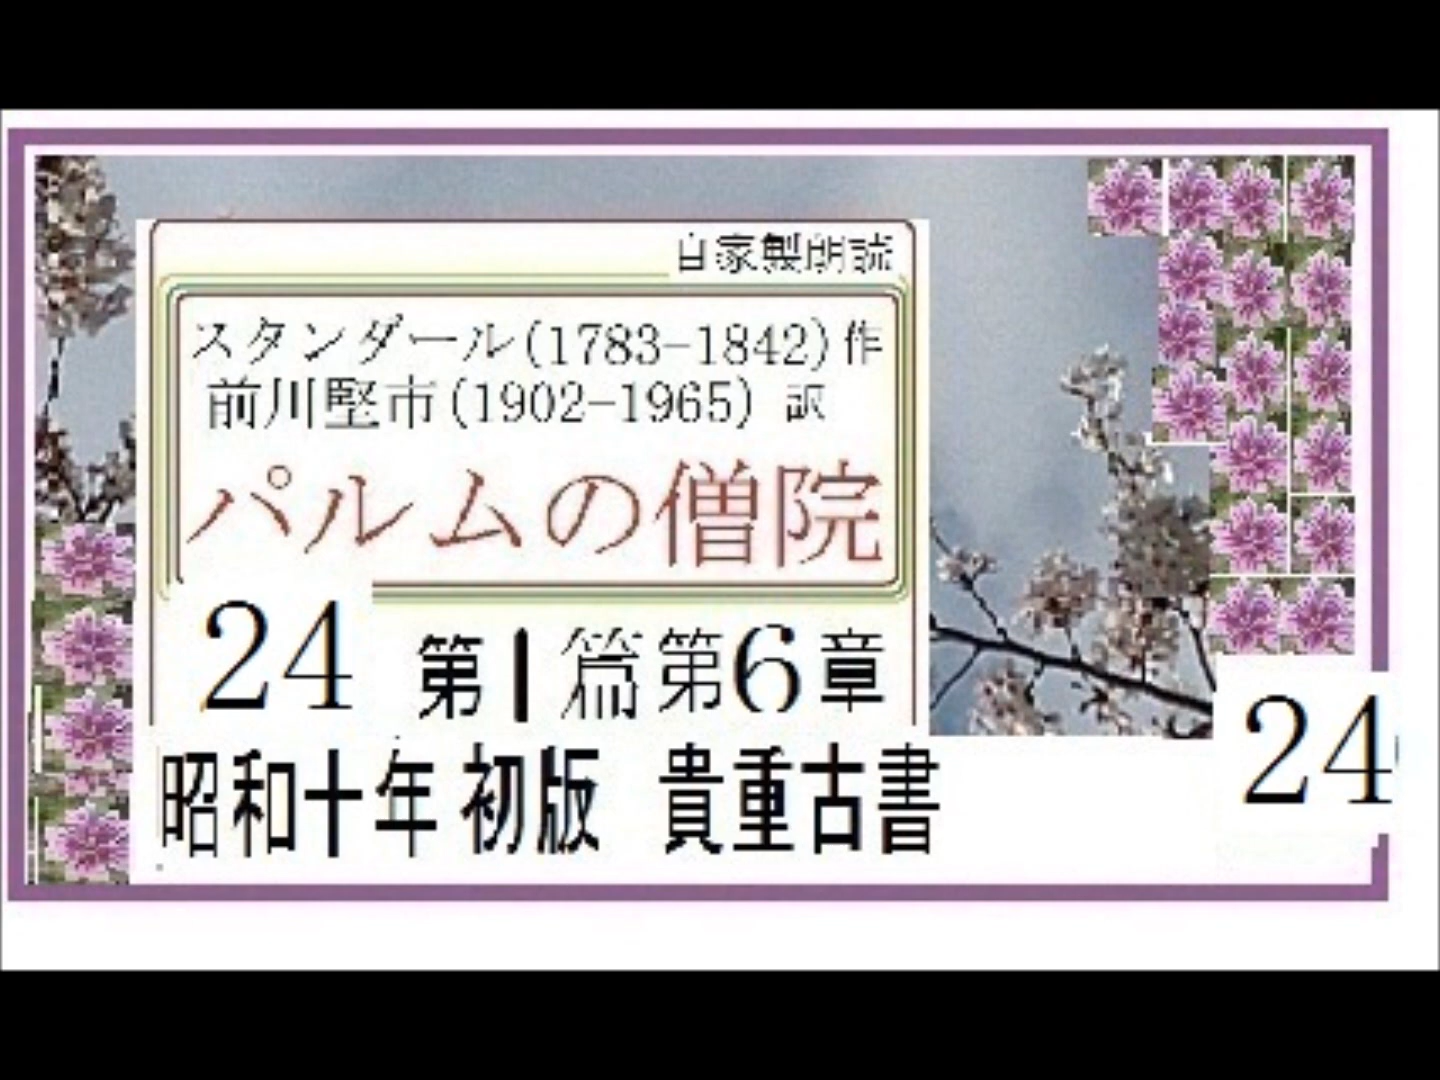 自家製朗読
スタンダール(1783-1842)作
前川堅市(1902-1965) 訳
パルムの僧院
24 第1篇第6章
昭和十年 初版 貴重古書
24